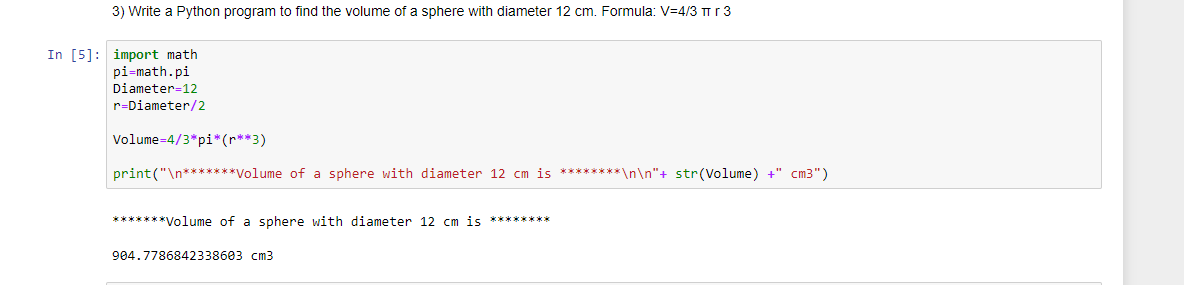 3) Write a Python program to find the volume of a sphere with diameter 12 cm. Formula: V=4/3 π r 3
In [5]: import math
pi=math.pi
Diameter=12
r=Diameter/2
Volume=4/3*pi*(r**3)
print("\n*******Volume of a sphere with diameter 12 cm is ********\n\n"+ str(Volume) +" cm3")
*******Volume of a sphere with diameter 12 cm is ********
904.7786842338603 cm3